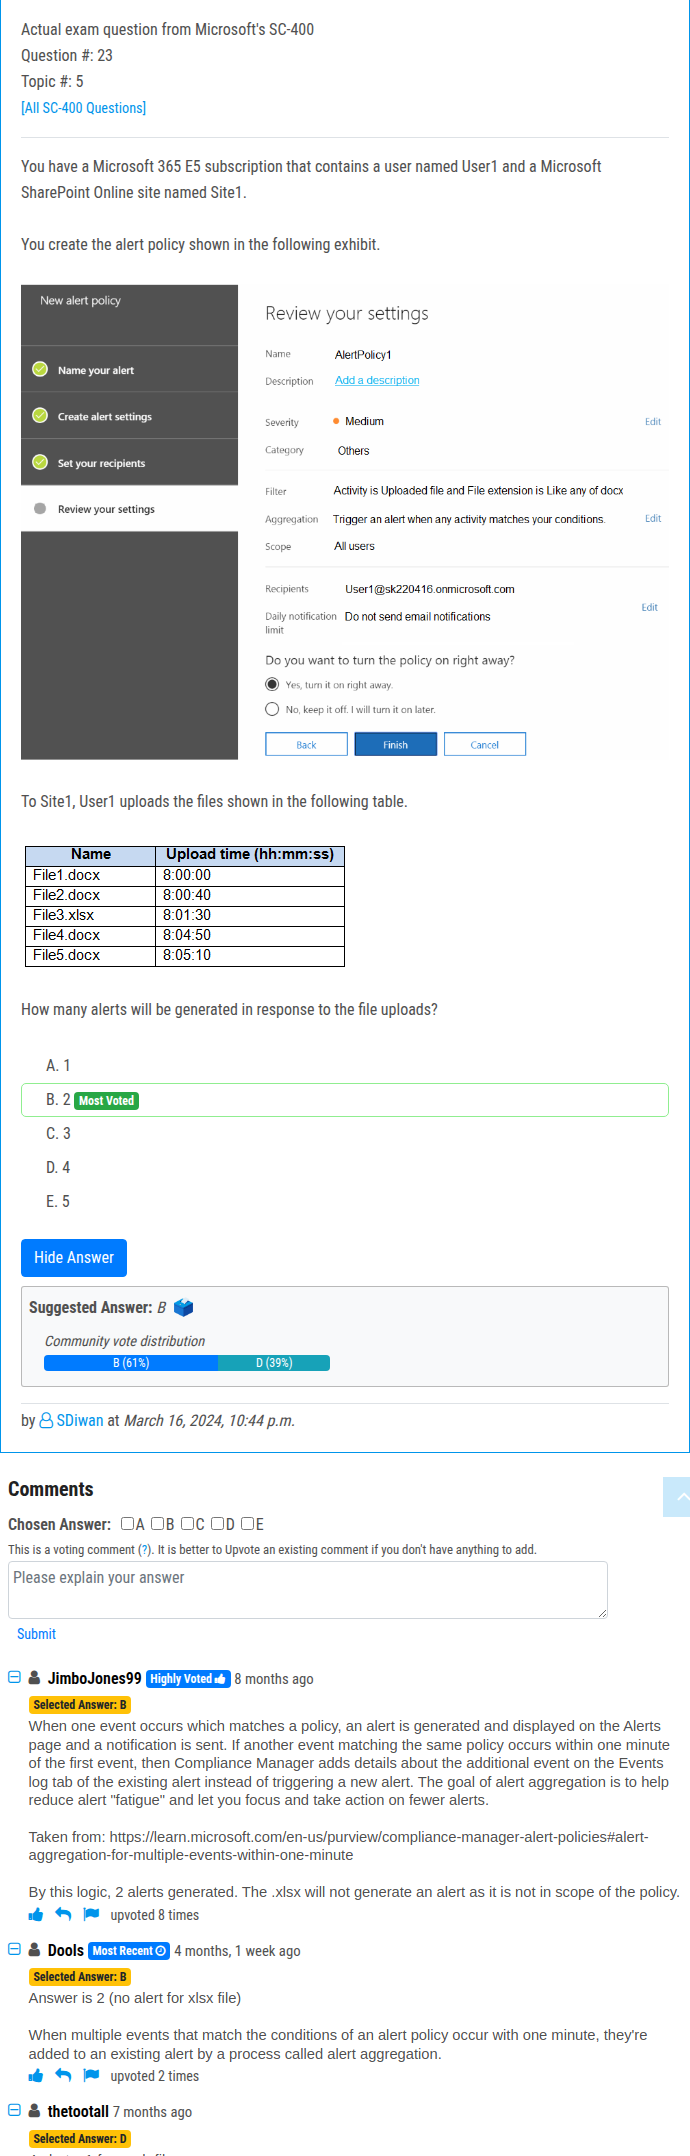 Actual exam question from Microsoft's SC-400
Question #: 23
Topic #: 5
[All SC-400 Questions]
You have a Microsoft 365 E5 subscription that contains a user named User1 and a Microsoft
SharePoint Online site named Site1.
You create the alert policy shown in the following exhibit.
New alert policy
Name your alert
Create alert settings
Set your recipients
Review your settings
Review your settings
Name AlertPolicy1
Description Add a description
Severity Medium Edit
Category Others
Filter Activity is Uploaded file and File extension is Like any of docx
Aggregation Trigger an alert when any activity matches your conditions. Edit
Scope All users
Recipients User1@sk220416.onmicrosoft.com
Edit
Daily notification Do not send email notifications
limit
Do you want to turn the policy on right away?
Yes, turn it on right away.
No, keep it off. I will turn it on later.
Back Finish Cancel
To Site1, User1 uploads the files shown in the following table.
Name Upload time (hh:mm:ss)
File1.docx 8:00:00
File2.docx 8:00:40
File3.xlsx 8:01:30
File4.docx 8:04:50
File5.docx 8:05:10
How many alerts will be generated in response to the file uploads?
A. 1
B. 2 Most Voted
C. 3
D. 4
E. 5
Hide Answer
Suggested Answer: B
Community vote distribution
B (61%) D (39%)
by SDiwan at March 16, 2024, 10:44 p.m.
Comments
Chosen Answer: A B C D E
This is a voting comment (?). It is better to Upvote an existing comment if you don't have anything to add.
Please explain your answer
Submit
JimboJones99 Highly Voted 8 months ago
Selected Answer: B
When one event occurs which matches a policy, an alert is generated and displayed on the Alerts
page and a notification is sent. If another event matching the same policy occurs within one minute
of the first event, then Compliance Manager adds details about the additional event on the Events
log tab of the existing alert instead of triggering a new alert. The goal of alert aggregation is to help
reduce alert "fatigue" and let you focus and take action on fewer alerts.
Taken from: https://learn.microsoft.com/en-us/purview/compliance-manager-alert-policies#alert-
aggregation-for-multiple-events-within-one-minute
By this logic, 2 alerts generated. The .xlsx will not generate an alert as it is not in scope of the policy.
upvoted 8 times
Dools Most Recent 4 months, 1 week ago
Selected Answer: B
Answer is 2 (no alert for xlsx file)
When multiple events that match the conditions of an alert policy occur with one minute, they're
added to an existing alert by a process called alert aggregation.
upvoted 2 times
thetootall 7 months ago
Selected Answer: D